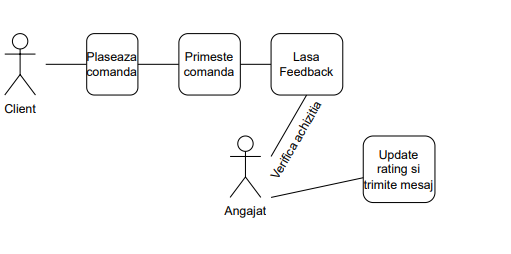 Plaseaza
comanda
Primeste
comanda
Lasa
Feedback
Client
Verifica achizitia
Angajat
Update
rating si
trimite mesaj